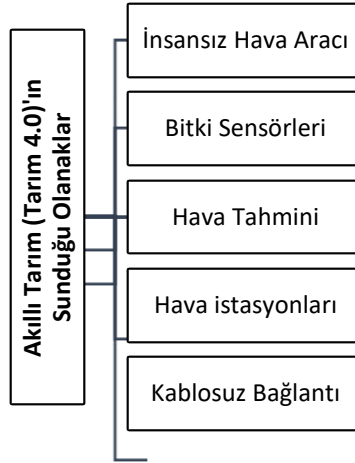 Akıllı Tarım (Tarım 4.0)'ın
Sunduğu Olanaklar
İnsansız Hava Aracı
Bitki Sensörleri
Hava Tahmini
Hava istasyonları
Kablosuz Bağlantı